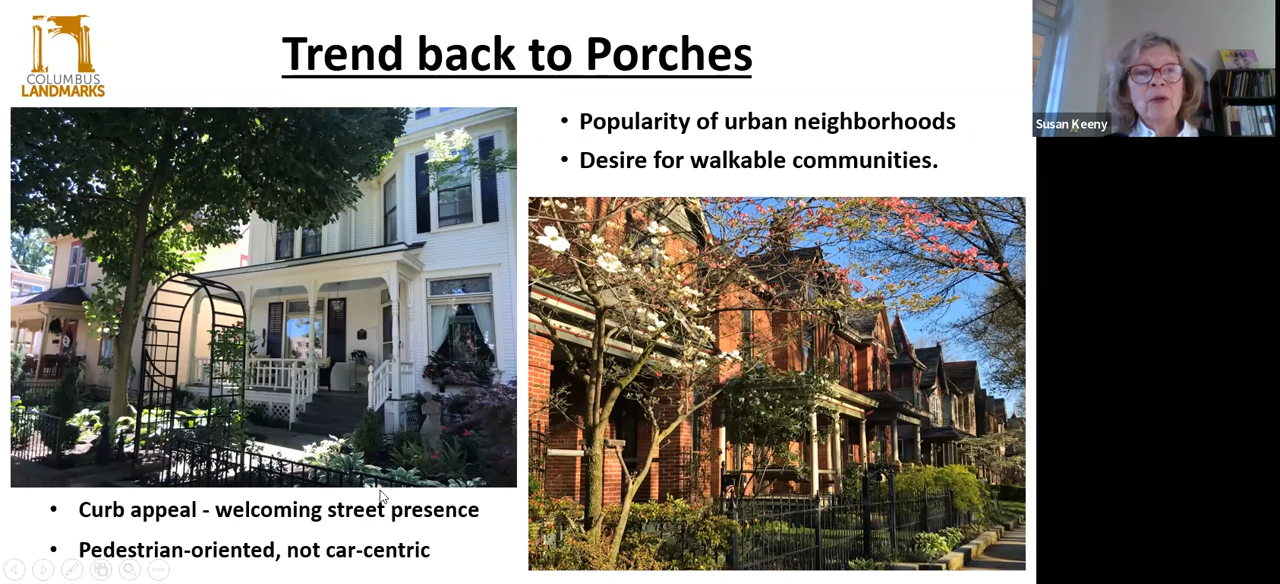 COLUMBUS
LANDMARKS
Trend back to Porches
• Popularity of urban neighborhoods
• Desire for walkable communities.
Susan Keeny
• Curb appeal - welcoming street presence
• Pedestrian-oriented, not car-centric